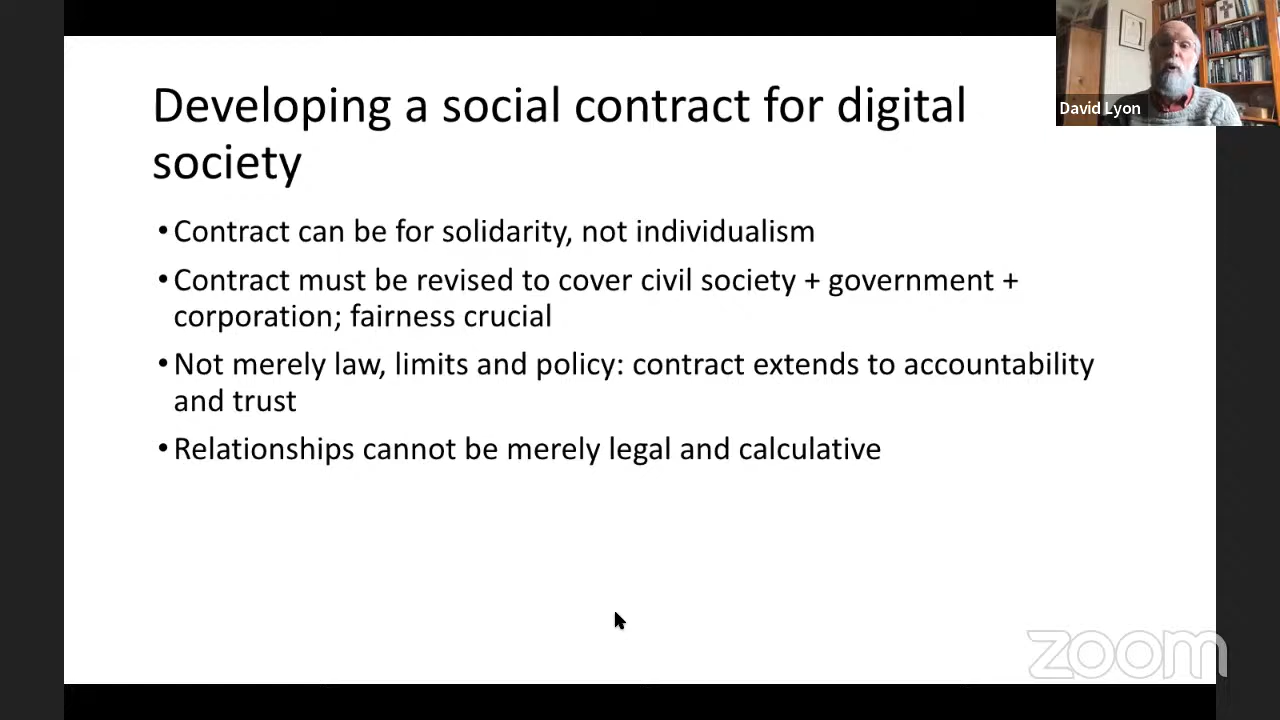 Developing a social contract for digital
society
• Contract can be for solidarity, not individualism
• Contract must be revised to cover civil society + government +
corporation; fairness crucial
• Not merely law, limits and policy: contract extends to accountability
and trust
• Relationships cannot be merely legal and calculative
David Lyon
zoom